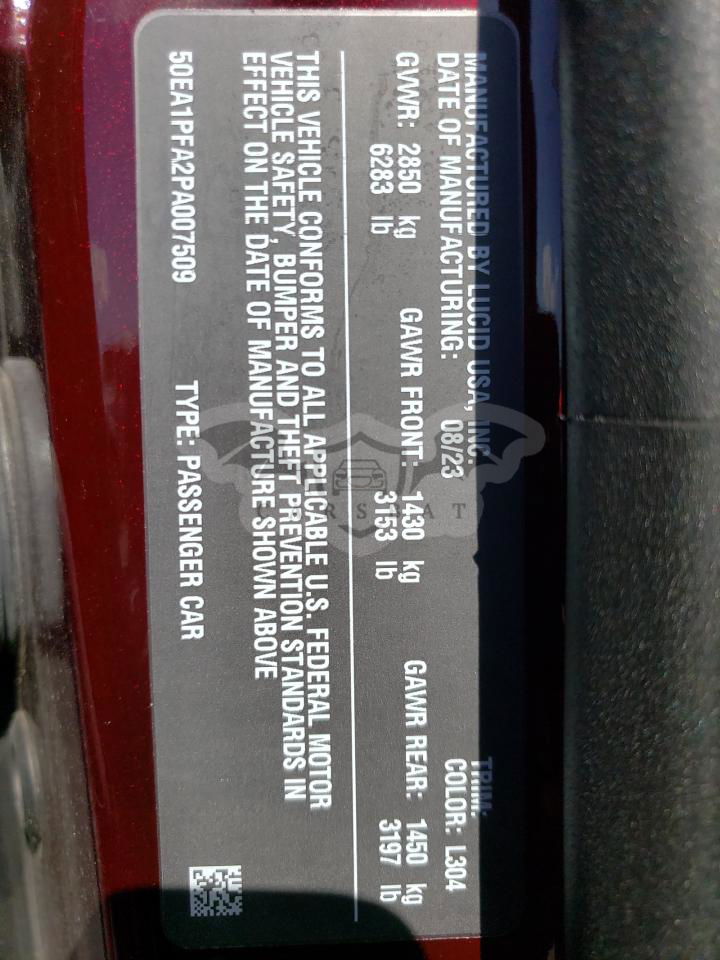 MANUFACTURED BY LUCID USA, INC. TRIM:
DATE OF MANUFACTURING: 08/23 COLOR: L304
GVWR: 2850 kg GAWR FRONT: 1430 kg GAWR REAR: 1450 kg
6283 lb 3153 lb 3197 lb
THIS VEHICLE CONFORMS TO ALL APPLICABLE U.S. FEDERAL MOTOR
VEHICLE SAFETY, BUMPER AND THEFT PREVENTION STANDARDS IN
EFFECT ON THE DATE OF MANUFACTURE SHOWN ABOVE
50EA1PFA2PA007509 TYPE: PASSENGER CAR